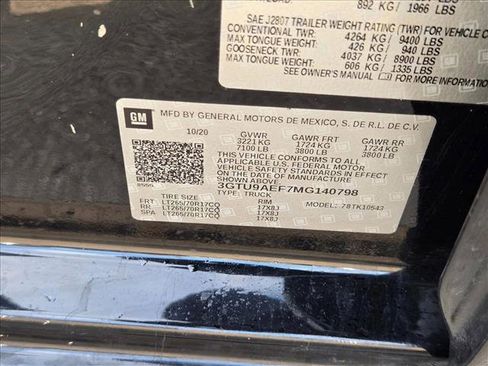 892 KG / 1966 LBS
SAE J2807 TRAILER WEIGHT RATING (TWR) FOR VEHICLE
CONVENTIONAL TWR: 4264 KG / 9400 LBS
MAX TONGUE WEIGHT: 426 KG / 940 LBS
GOOSENECK TWR: 4037 KG / 8900 LBS
MAX TONGUE WEIGHT: 606 KG / 1335 LBS
SEE OWNER'S MANUAL FOR MORE INFORMATION
GM
MFD BY GENERAL MOTORS DE MEXICO, S. DE R.L. DE C.V.
10/20 GVWR GAWR FRT GAWR RR
3221 KG 1724 KG 1724 KG
7100 LB 3800 LB 3800 LB
THIS VEHICLE CONFORMS TO ALL APPLICABLE U.S. FEDERAL MOTOR VEHICLE SAFETY AND THEFT PREVENTION STANDARDS IN EFFECT ON THE DATE OF MANUFACTURE SHOWN ABOVE.
3GTU9AEF7MG140798
TYPE: TRUCK
TIRE SIZE RIM MODEL: 78TK10543
FRT LT265/70R17CQ 17X8J
RR LT265/70R17CQ 17X8J
SPA LT265/70R17CQ 17X8J